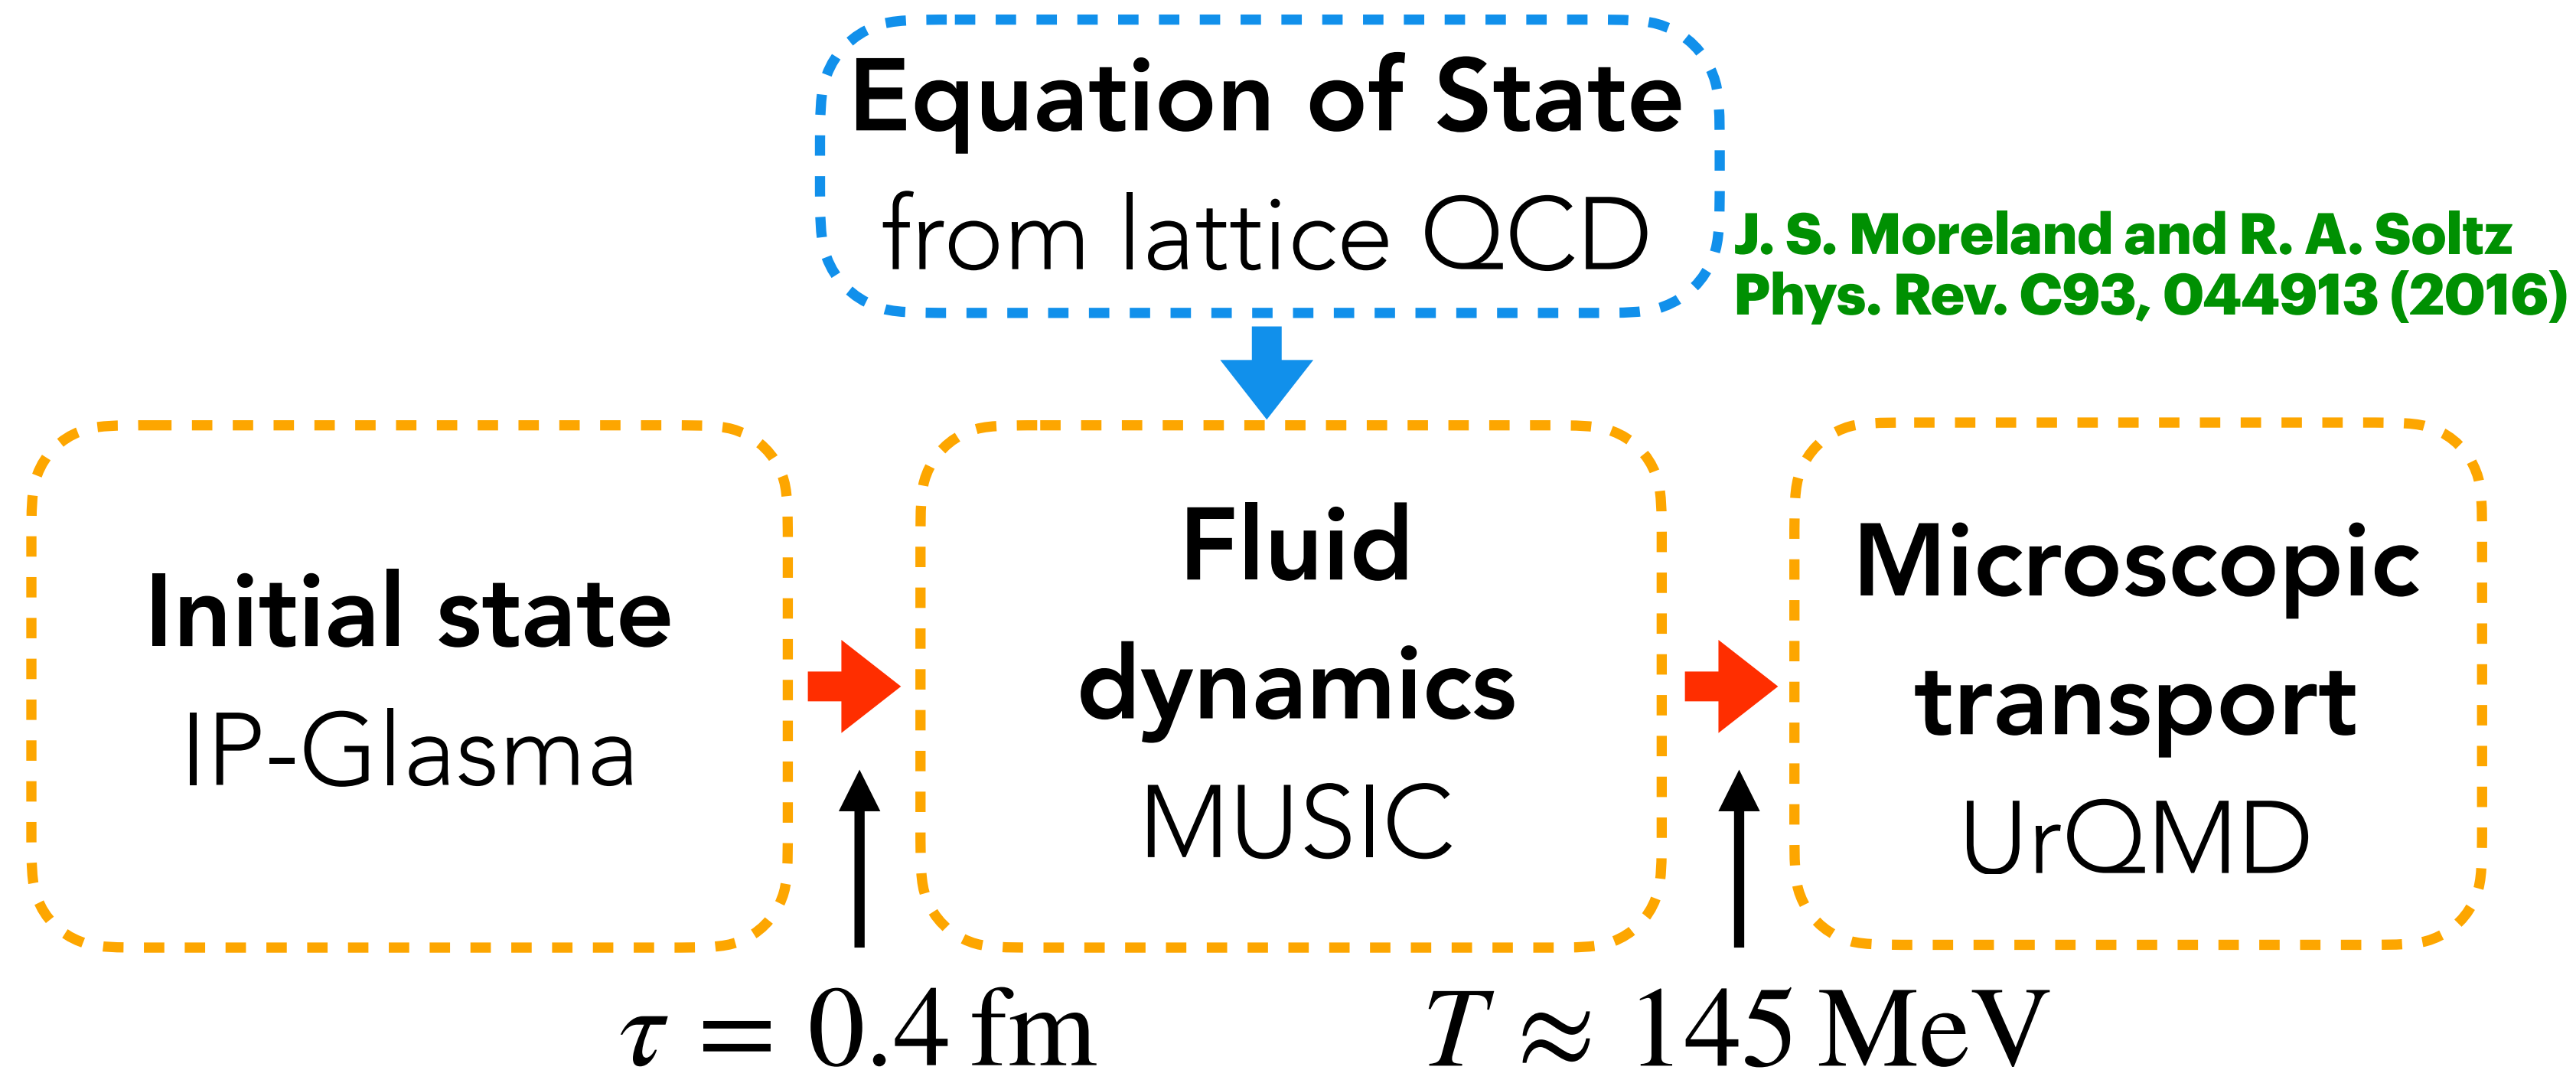 Equation of State
from lattice QCD
J. S. Moreland and R. A. Soltz
Phys. Rev. C93, 044913 (2016)
Initial state
IP-Glasma
Fluid
dynamics
MUSIC
Microscopic
transport
UrQMD
τ = 0.4 fm
T ≈ 145 MeV